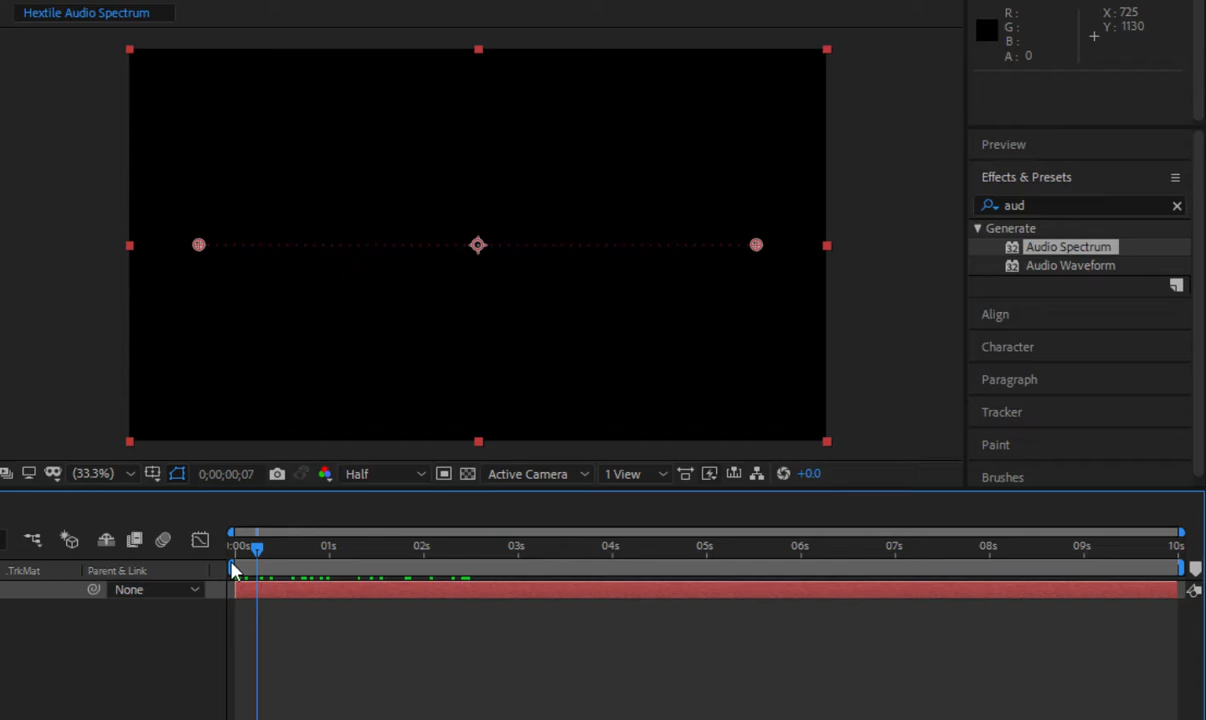 Hextile Audio Spectrum
R :
G :
B :
A : 0
X : 725
Y : 1130
Preview
Effects & Presets
aud
Generate
32 Audio Spectrum
32 Audio Waveform
Align
Character
Paragraph
Tracker
Paint
Brushes
(33.3%) 0;00;00;07 Half Active Camera 1 View +0.0
:00s 01s 02s 03s 04s 05s 06s 07s 08s 09s 10s
.TrkMat Parent & Link
None